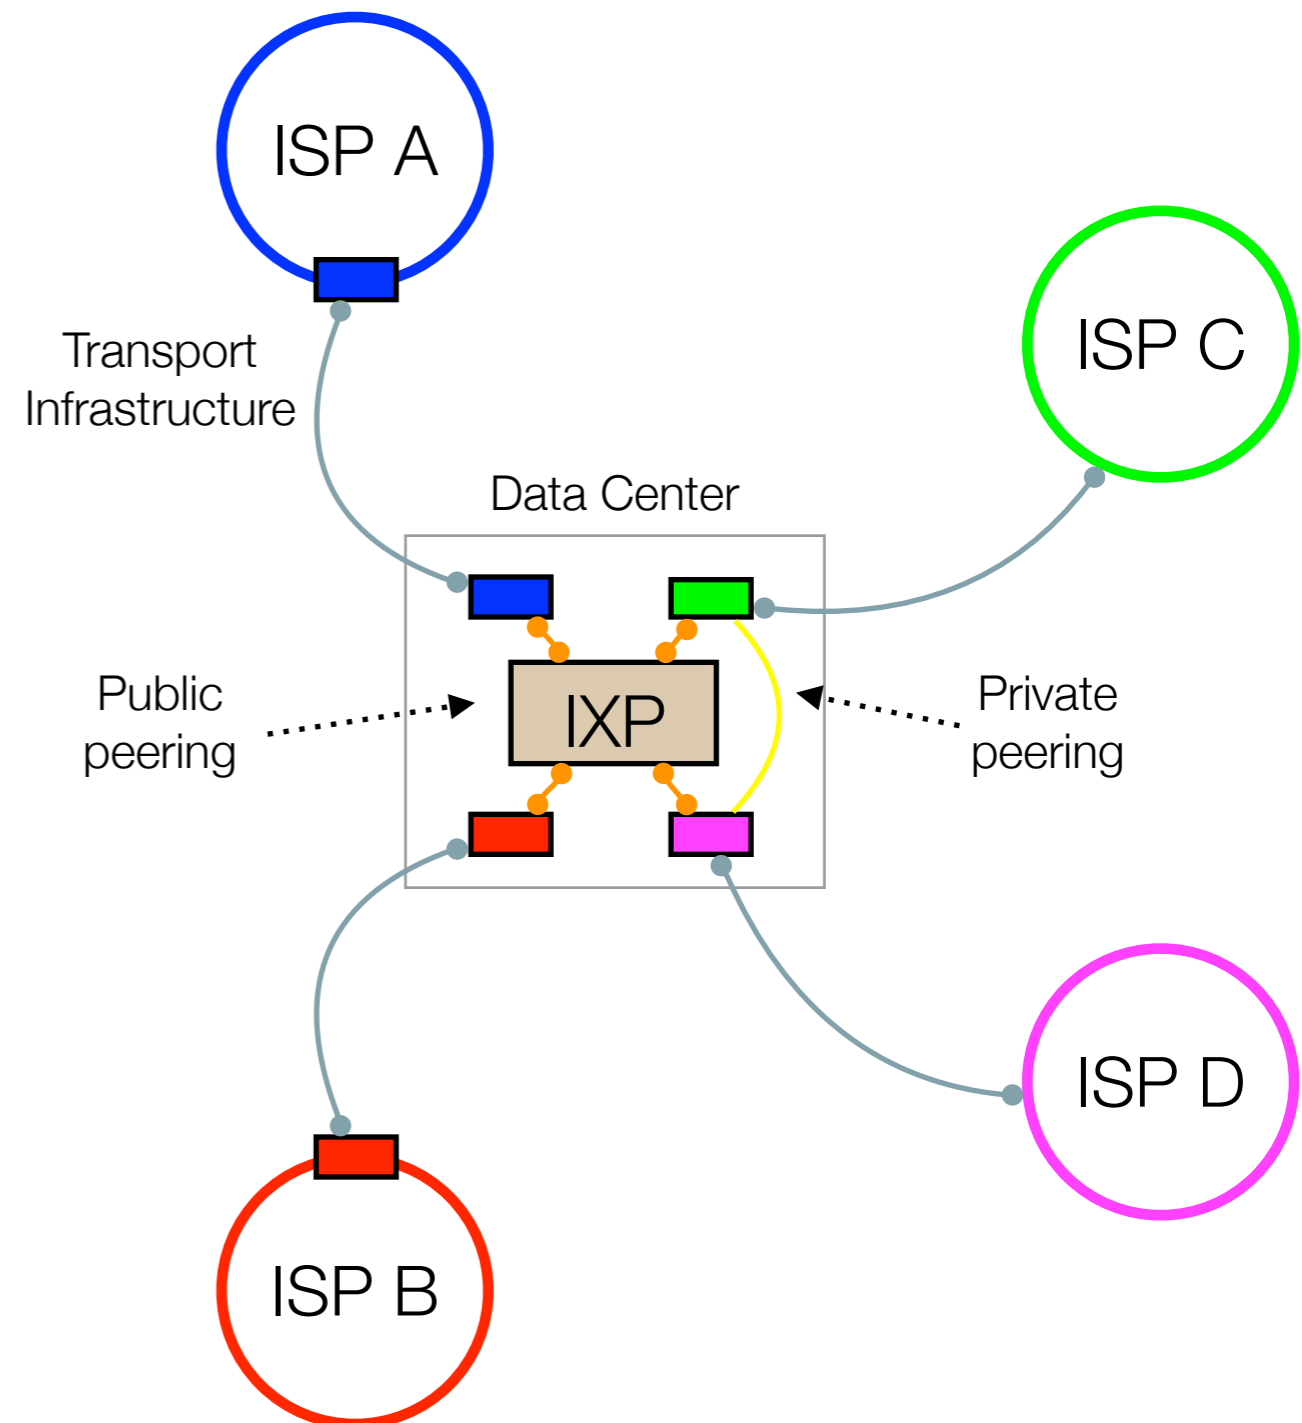 ISP A
ISP C
Transport
Infrastructure
Data Center
Public
peering
IXP
Private
peering
ISP D
ISP B